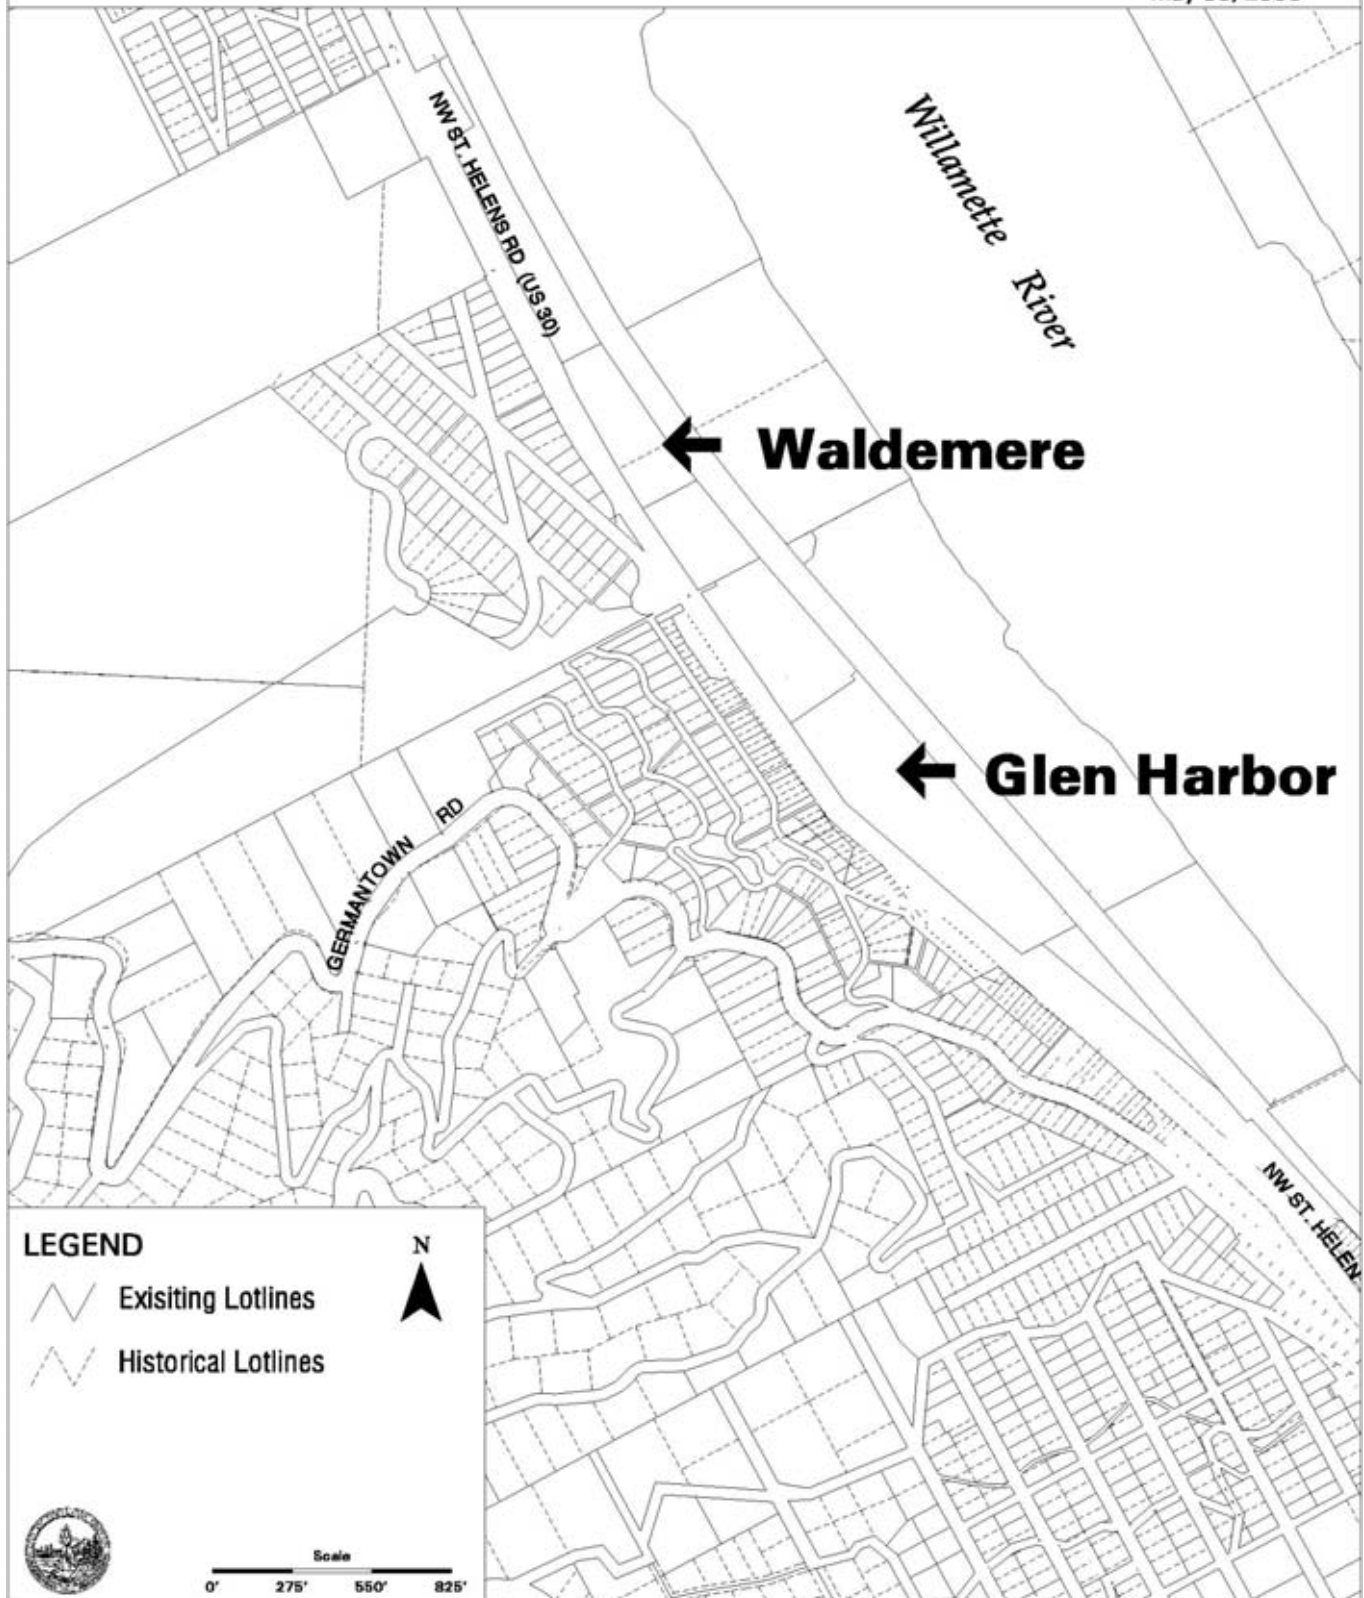 NW ST. HELENS RD (US 30)
Willamette
River
Waldemere
Glen Harbor
GERMANTOWN RD
NW ST. HELEN
LEGEND
N
Exisiting Lotlines
Historical Lotlines
Scale
0' 275' 550' 825'